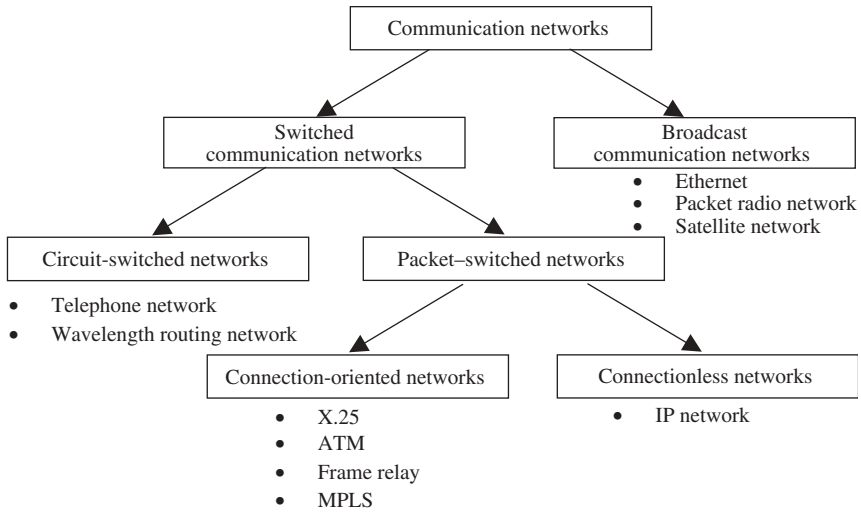 Communication networks
Switched
communication networks
Broadcast
communication networks
• Ethernet
• Packet radio network
• Satellite network
Circuit-switched networks
Packet–switched networks
• Telephone network
• Wavelength routing network
Connection-oriented networks
Connectionless networks
• X.25
• ATM
• Frame relay
• MPLS
• IP network